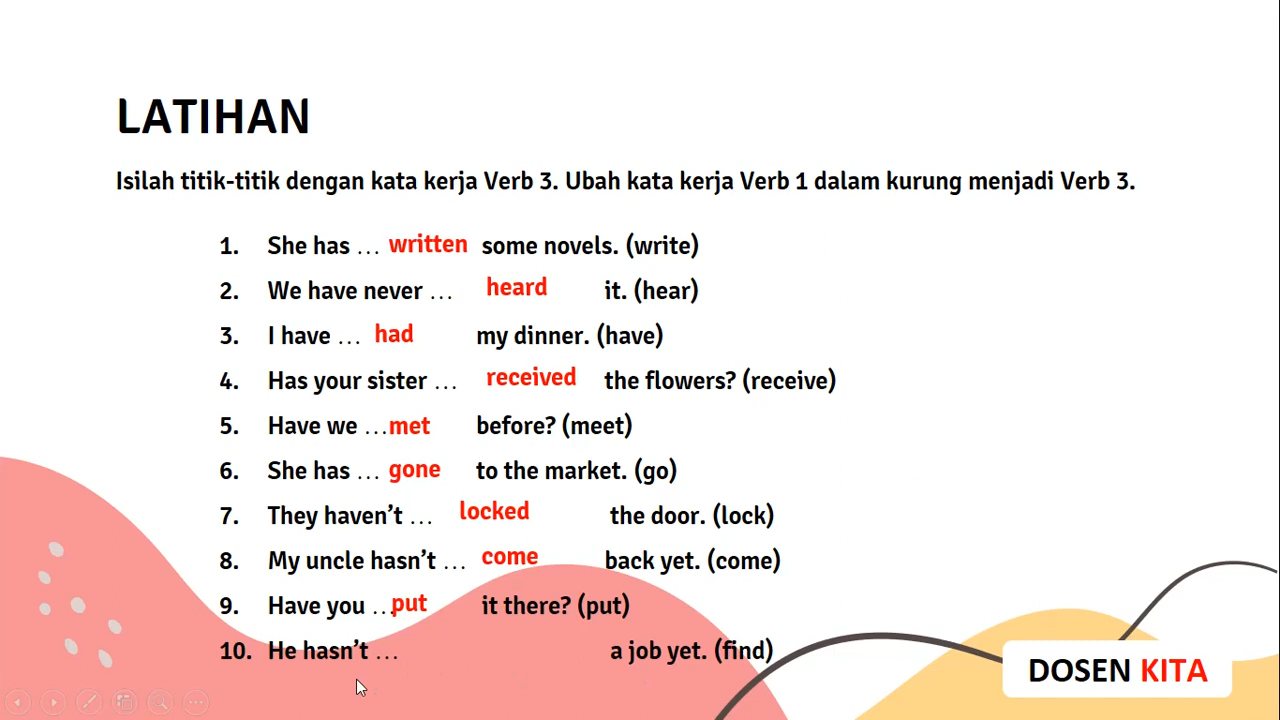 LATIHAN
Isilah titik-titik dengan kata kerja Verb 3. Ubah kata kerja Verb 1 dalam kurung menjadi Verb 3.
1. She has … written some novels. (write)
2. We have never … heard it. (hear)
3. I have … had my dinner. (have)
4. Has your sister … received the flowers? (receive)
5. Have we …met before? (meet)
6. She has … gone to the market. (go)
7. They haven’t … locked the door. (lock)
8. My uncle hasn’t … come back yet. (come)
9. Have you …put it there? (put)
10. He hasn’t … a job yet. (find)
DOSEN KITA